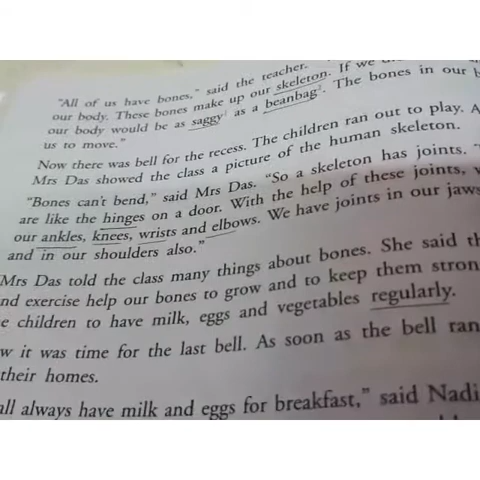 "All of us have bones," said the teacher.
our body. These bones make up our skeleton. If we
our body would be as saggy¹ as a beanbag². The bones in our
us to move."
Now there was bell for the recess. The children ran out to play.
Mrs Das showed the class a picture of the human skeleton.
"Bones can't bend," said Mrs Das. "So a skeleton has joints.
are like the hinges on a door. With the help of these joints,
our ankles, knees, wrists and elbows. We have joints in our jaws
and in our shoulders also."
Mrs Das told the class many things about bones. She said
nd exercise help our bones to grow and to keep them stron
e children to have milk, eggs and vegetables regularly.
w it was time for the last bell. As soon as the bell ran
their homes.
all always have milk and eggs for breakfast," said Nadi